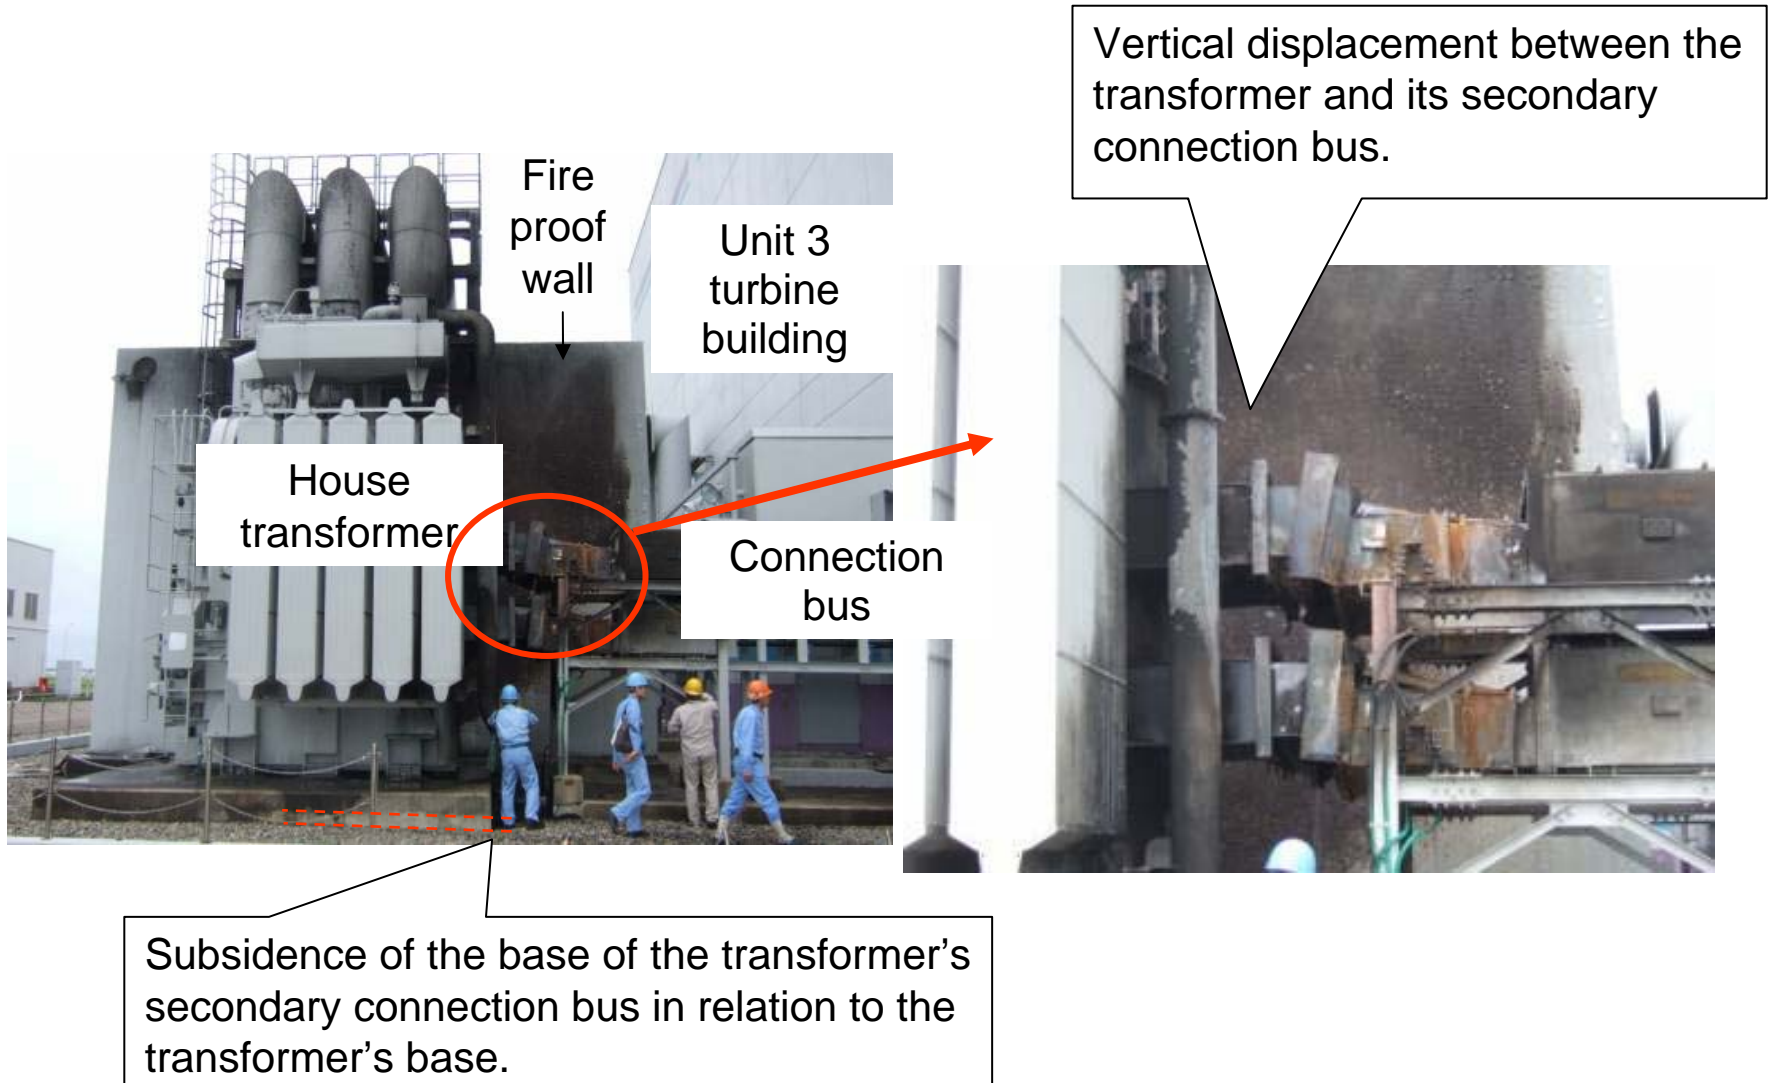 Vertical displacement between the
transformer and its secondary
connection bus.
Fire
proof
wall
Unit 3
turbine
building
House
transformer
Connection
bus
Subsidence of the base of the transformer’s
secondary connection bus in relation to the
transformer’s base.